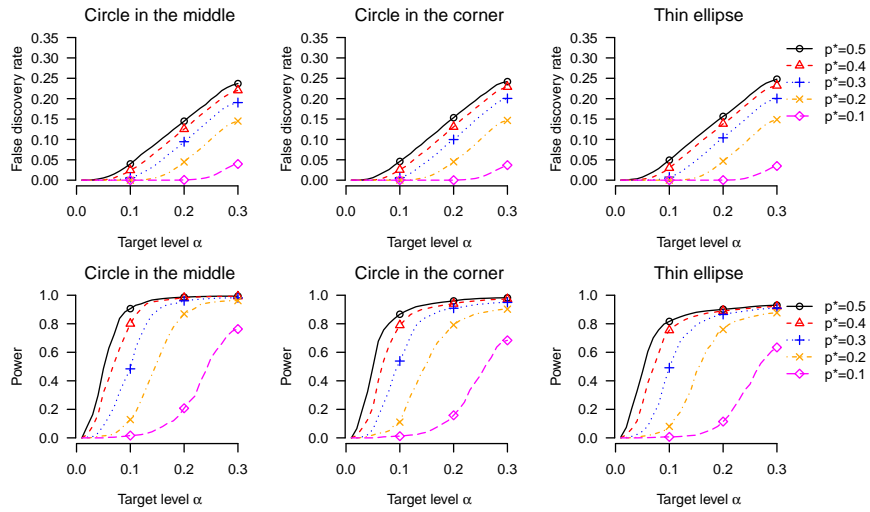 Circle in the middle
Circle in the corner
Thin ellipse
False discovery rate
0.35
0.30
0.25
0.20
0.15
0.10
0.05
0.00
0.0 0.1 0.2 0.3
Target level α
False discovery rate
0.35
0.30
0.25
0.20
0.15
0.10
0.05
0.00
0.0 0.1 0.2 0.3
Target level α
False discovery rate
0.35
0.30
0.25
0.20
0.15
0.10
0.05
0.00
0.0 0.1 0.2 0.3
Target level α
p*=0.5
p*=0.4
p*=0.3
p*=0.2
p*=0.1
Circle in the middle
Circle in the corner
Thin ellipse
Power
1.0
0.8
0.6
0.4
0.2
0.0
0.0 0.1 0.2 0.3
Target level α
Power
1.0
0.8
0.6
0.4
0.2
0.0
0.0 0.1 0.2 0.3
Target level α
Power
1.0
0.8
0.6
0.4
0.2
0.0
0.0 0.1 0.2 0.3
Target level α
p*=0.5
p*=0.4
p*=0.3
p*=0.2
p*=0.1